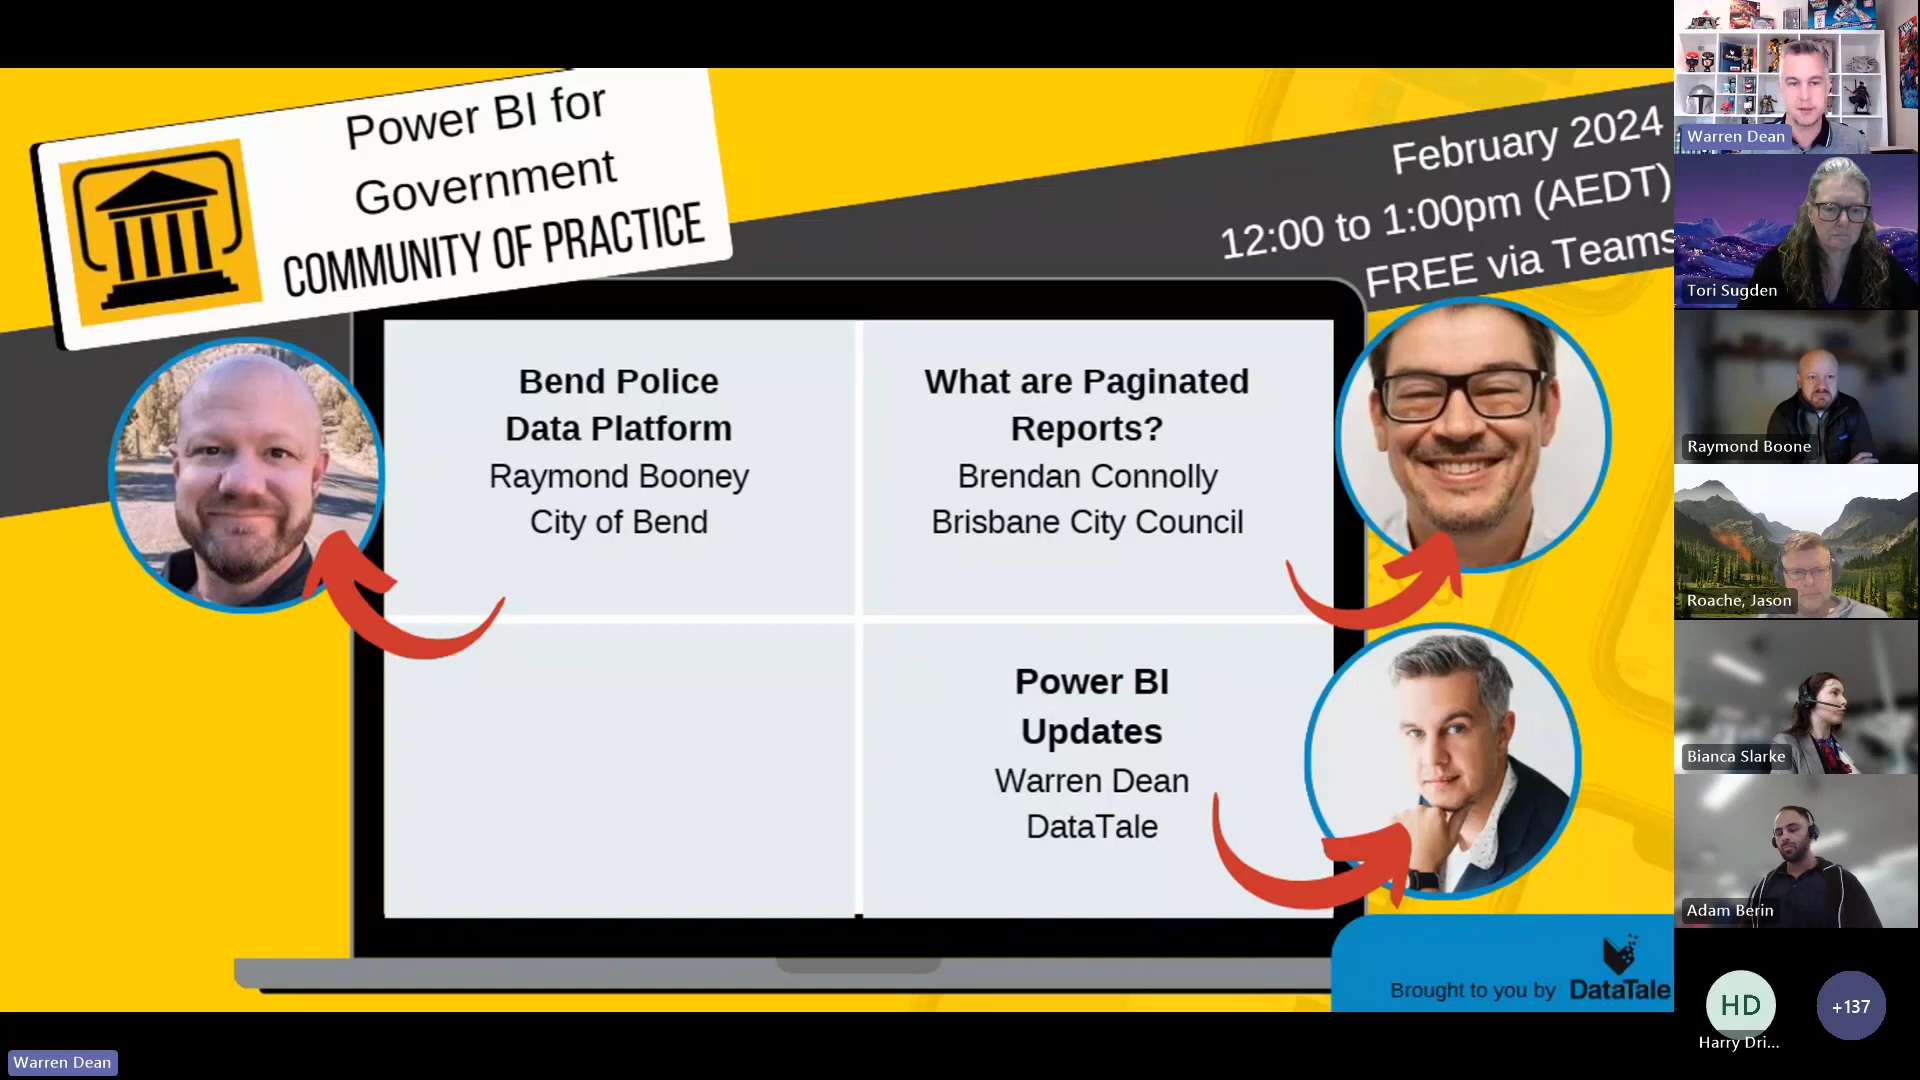 Power BI for
Government
COMMUNITY OF PRACTICE
February 2024
12:00 to 1:00pm (AEDT)
FREE via Teams
Bend Police
Data Platform
Raymond Booney
City of Bend
What are Paginated
Reports?
Brendan Connolly
Brisbane City Council
Power BI
Updates
Warren Dean
DataTale
Brought to you by DataTale
Warren Dean
Warren Dean
Tori Sugden
Raymond Boone
Roache, Jason
Bianca Slarke
Adam Berin
HD
Harry Dri...
+137